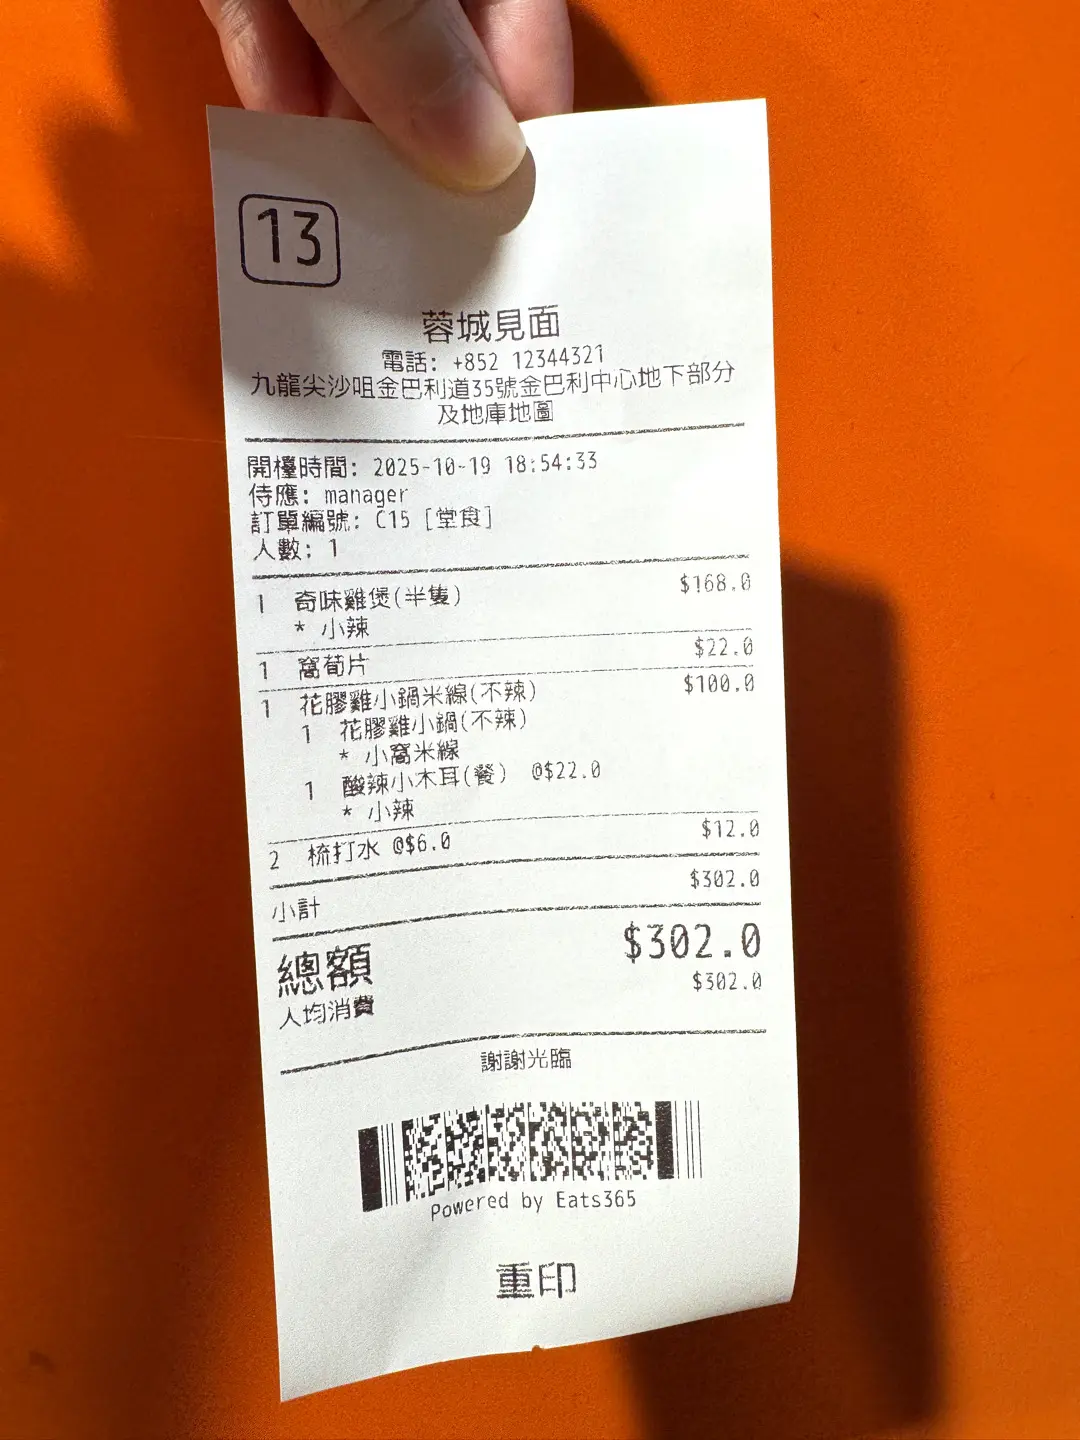 13
蓉城見面
電話: +852 12344321
九龍尖沙咀金巴利道35號金巴利中心地下部分
及地庫地圖
開檯時間: 2025-10-19 18:54:33
侍應: manager
訂單編號: C15 [堂食]
人數: 1
1 奇味雞煲(半隻) $168.0
* 小辣
1 窩荀片 $22.0
1 花膠雞小鍋米線(不辣) $100.0
1 花膠雞小鍋(不辣)
* 小窩米線
1 酸辣小木耳(餐) @$22.0
* 小辣
2 梳打水 @$6.0 $12.0
小計 $302.0
總額 $302.0
人均消費 $302.0
謝謝光臨
Powered by Eats365
重印